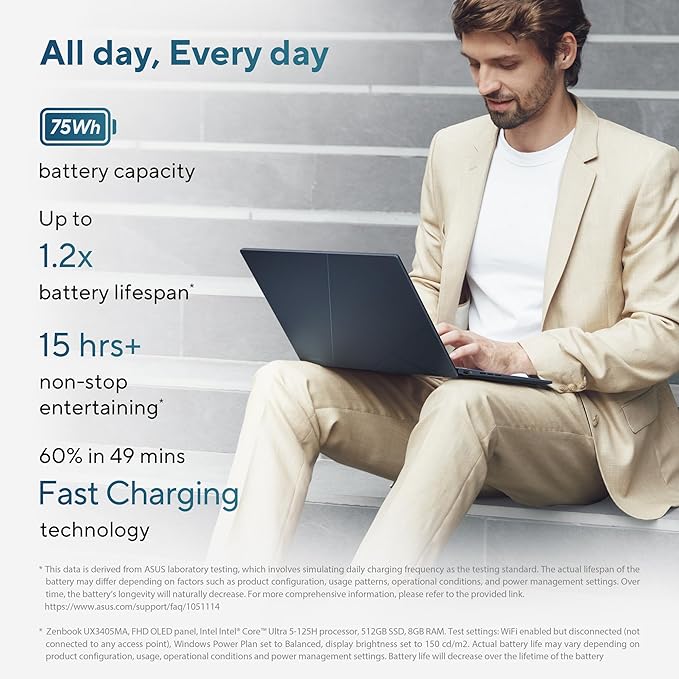 All day, Every day
75Wh
battery capacity
Up to
1.2x
battery lifespan*
15 hrs+
non-stop
entertaining*
60% in 49 mins
Fast Charging
technology
* This data is derived from ASUS laboratory testing, which involves simulating daily charging frequency as the testing standard. The actual lifespan of the
battery may differ depending on factors such as product configuration, usage patterns, operational conditions, and power management settings. Over
time, the battery's longevity will naturally decrease. For more comprehensive information, please refer to the provided link.
https://www.asus.com/support/faq/1051114
* Zenbook UX3405MA, FHD OLED panel, Intel Intel® Core™ Ultra 5-125H processor, 512GB SSD, 8GB RAM. Test settings: WiFi enabled but disconnected (not
connected to any access point), Windows Power Plan set to Balanced, display brightness set to 150 cd/m2. Actual battery life may vary depending on
product configuration, usage, operational conditions and power management settings. Battery life will decrease over the lifetime of the battery